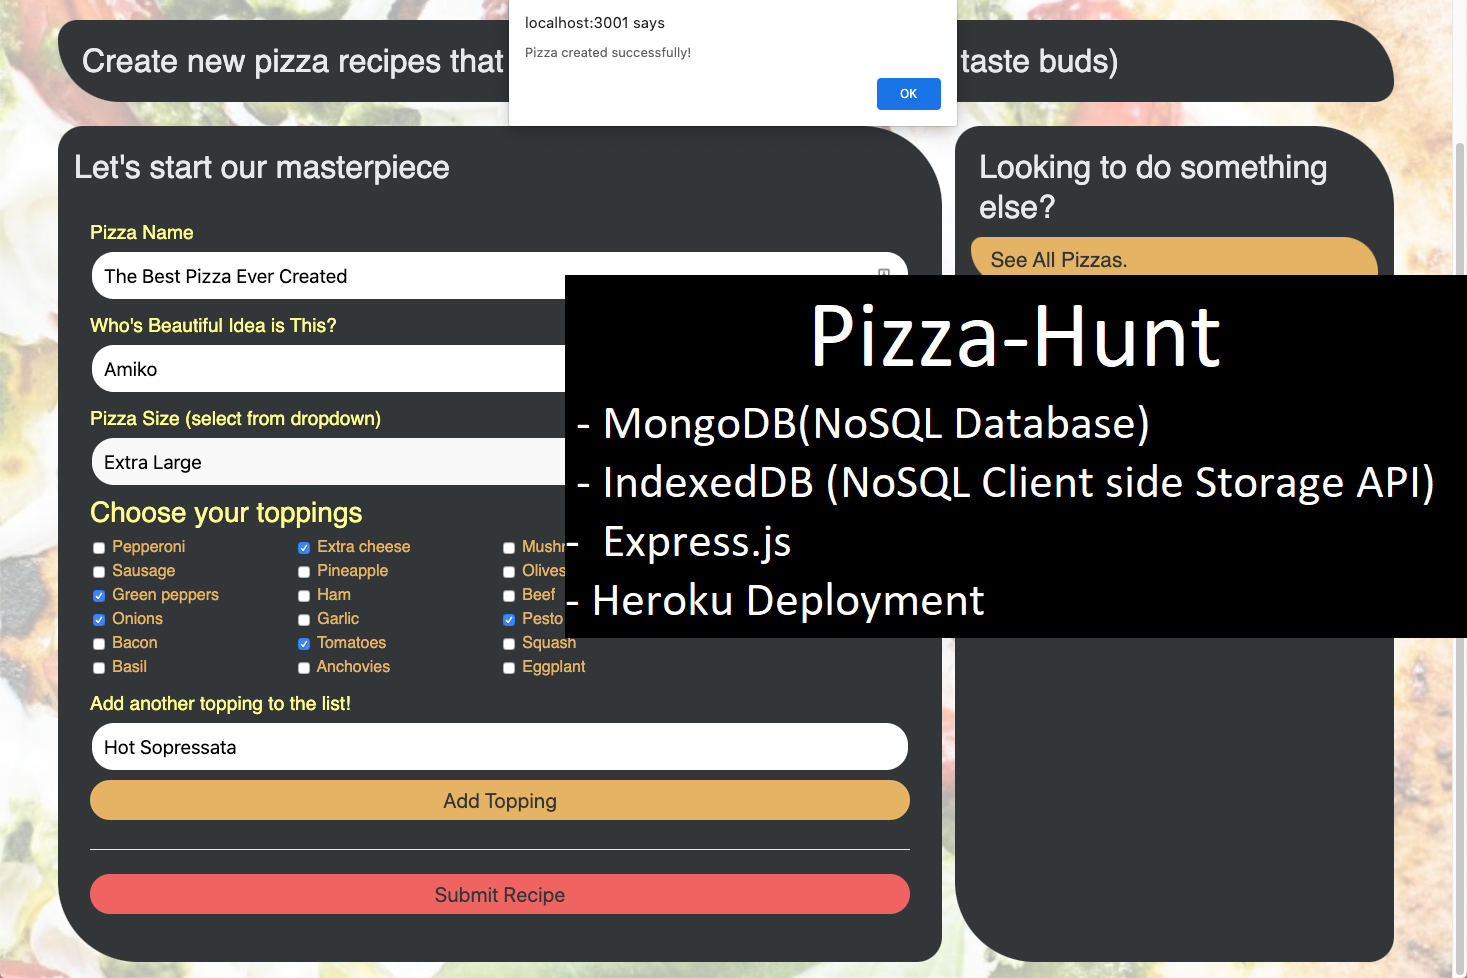 localhost:3001 says
Pizza created successfully!
OK
Create new pizza recipes that
taste buds)
Let's start our masterpiece
Pizza Name
The Best Pizza Ever Created
Who's Beautiful Idea is This?
Amiko
Pizza Size (select from dropdown)
Extra Large
Choose your toppings
Pepperoni
Extra cheese
Sausage
Pineapple
Olives
Green peppers
Ham
Beef
Onions
Garlic
Pesto
Bacon
Tomatoes
Squash
Basil
Anchovies
Eggplant
Add another topping to the list!
Hot Sopressata
Add Topping
Submit Recipe
Looking to do something
else?
See All Pizzas.
Pizza-Hunt
- MongoDB(NoSQL Database)
- IndexedDB (NoSQL Client side Storage API)
- Express.js
- Heroku Deployment